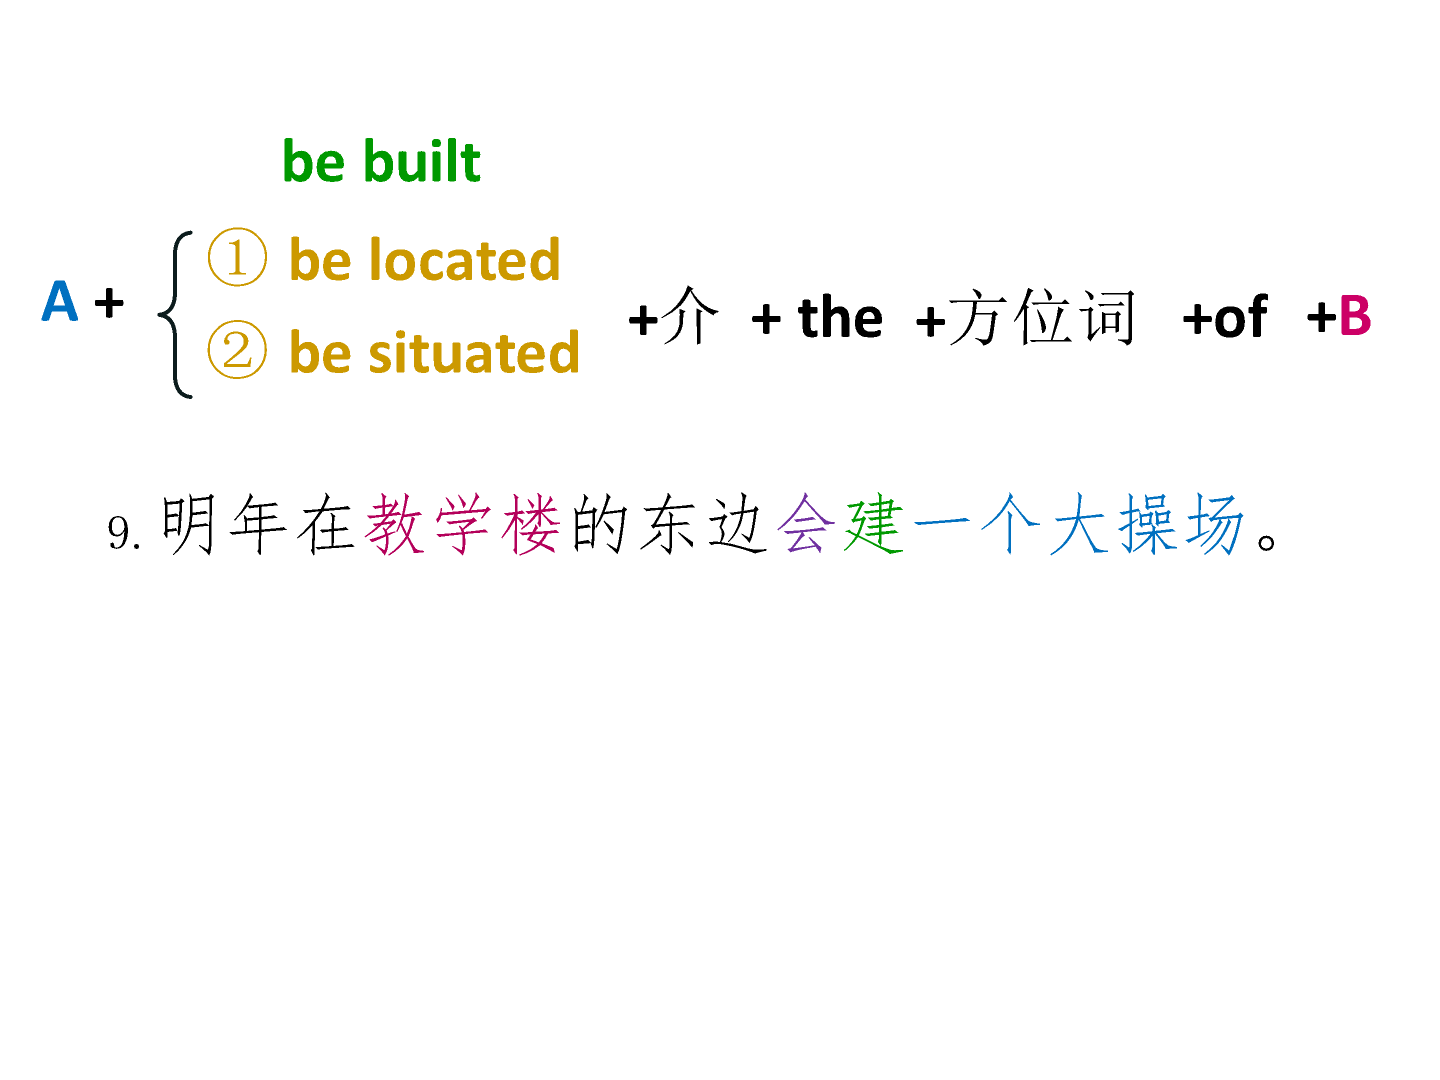 be built
① be located
② be situated
A + +介 + the +方位词 +of +B
9. 明年在教学楼的东边会建一个大操场。